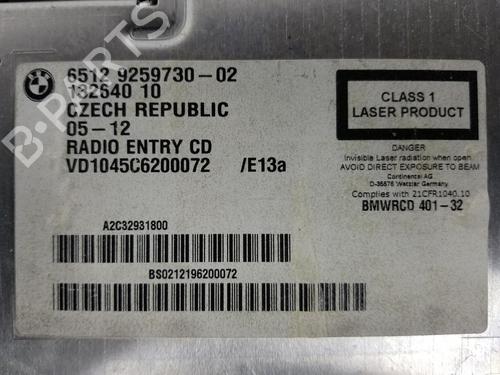 BMW
6512 9259730-02
182640 10
CZECH REPUBLIC
05-12
RADIO ENTRY CD
VD1045C6200072 /E13a
A2C32931800
BS0212196200072
CLASS 1
LASER PRODUCT
DANGER
Invisible Laser radiation when open.
AVOID DIRECT EXPOSURE TO BEAM
Continental AG
D-35576 Wetzlar Germany
Complies with 21CFR1040.10
BMWRCD 401-32
B-PARTS